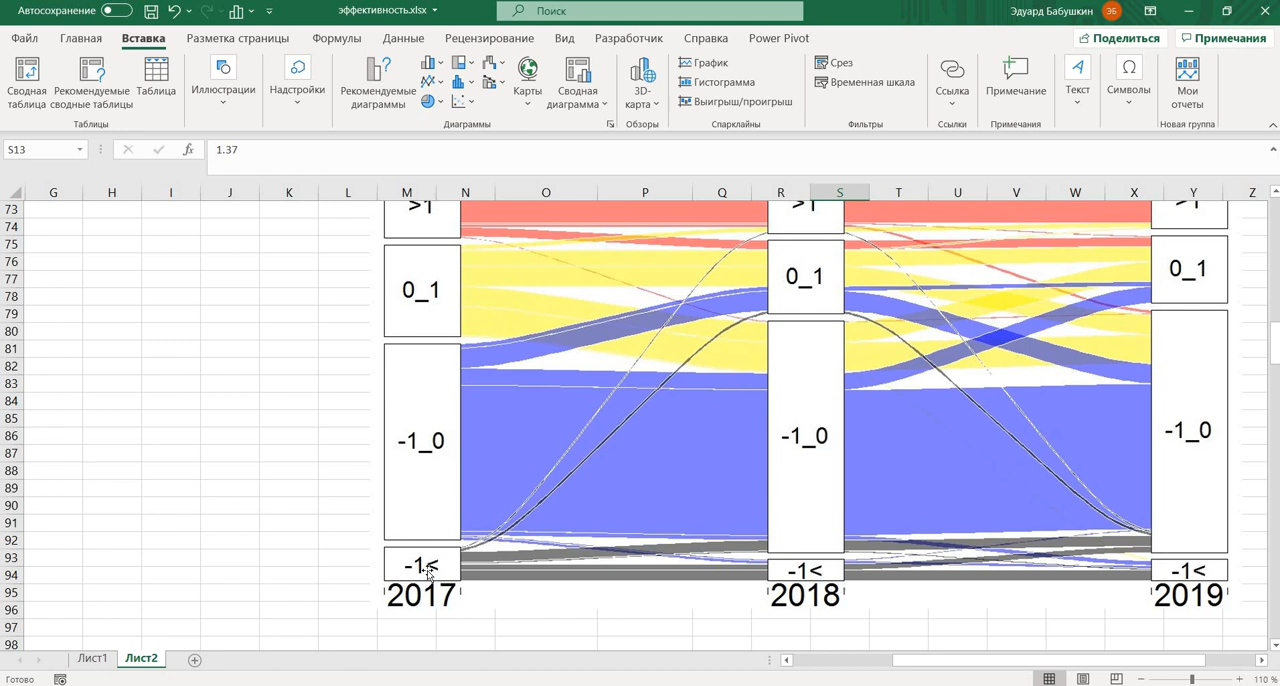 Автосохранение
эффективность.xlsx
Поиск
Эдуард Бабушкин
ЭБ
Файл Главная Вставка Разметка страницы Формулы Данные Рецензирование Вид Разработчик Справка Power Pivot
Поделиться
Примечания
Сводная таблица
Рекомендуемые сводные таблицы
Таблица
Иллюстрации
Надстройки
Рекомендуемые диаграммы
Карты
Сводная диаграмма
3D-карта
График
Гистограмма
Выигрыш/проигрыш
Срез
Временная шкала
Ссылка
Примечание
Текст
Символы
Мои отчеты
Таблицы
Диаграммы
Обзоры
Спарклайны
Фильтры
Ссылки
Примечания
Новая группа
S13
fx
1.37
G H I J K L M N O P Q R S T U V W X Y Z
73
74
75
76
77
78
79
80
81
82
83
84
85
86
87
88
89
90
91
92
93
94
95
96
97
98
>1 >1 >1
0_1 0_1 0_1
-1_0 -1_0 -1_0
-1< -1< -1<
2017 2018 2019
Лист1 Лист2
Готово
110 %